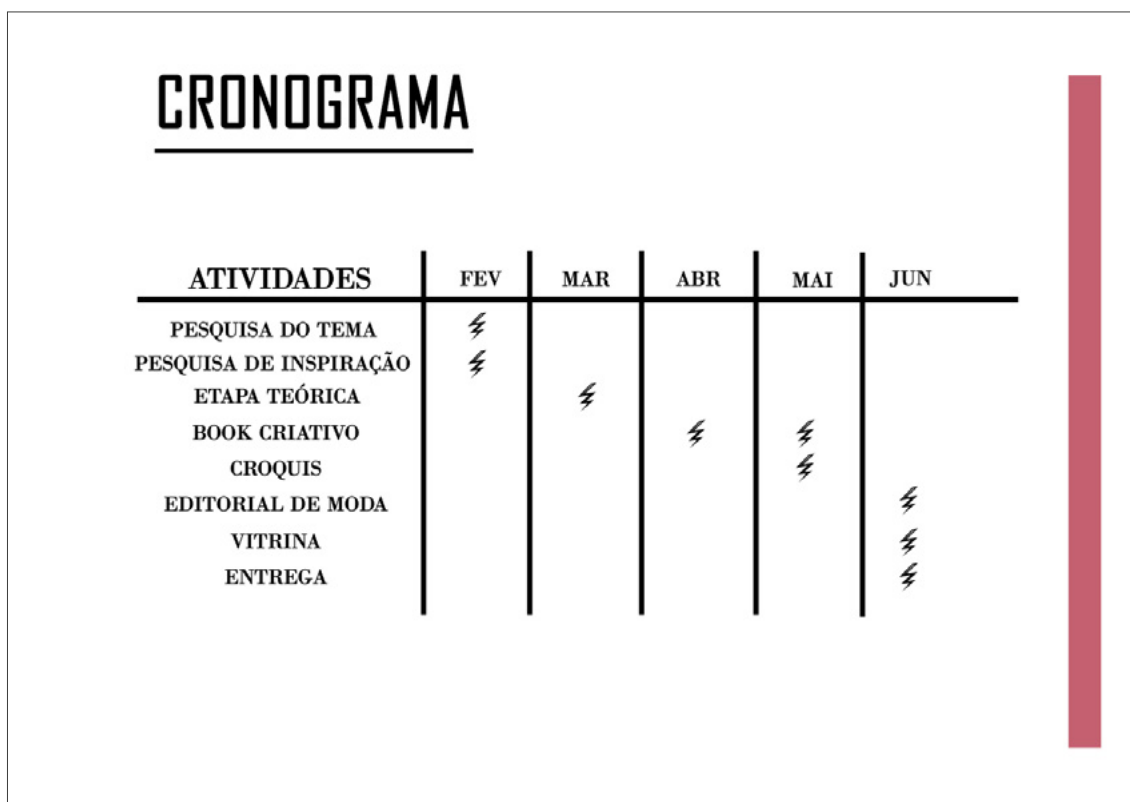 CRONOGRAMA
ATIVIDADES FEV MAR ABR MAI JUN
PESQUISA DO TEMA
PESQUISA DE INSPIRAÇÃO
ETAPA TEÓRICA
BOOK CRIATIVO
CROQUIS
EDITORIAL DE MODA
VITRINA
ENTREGA